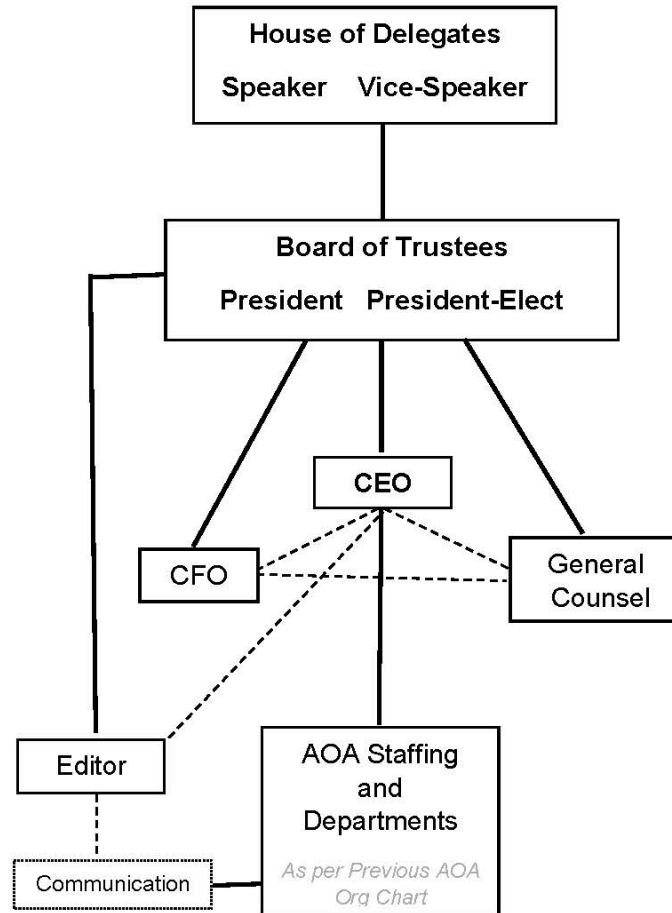 House of Delegates
Speaker Vice-Speaker
Board of Trustees
President President-Elect
CEO
CFO
General
Counsel
Editor
AOA Staffing
and
Departments
As per Previous AOA
Org Chart
Communication